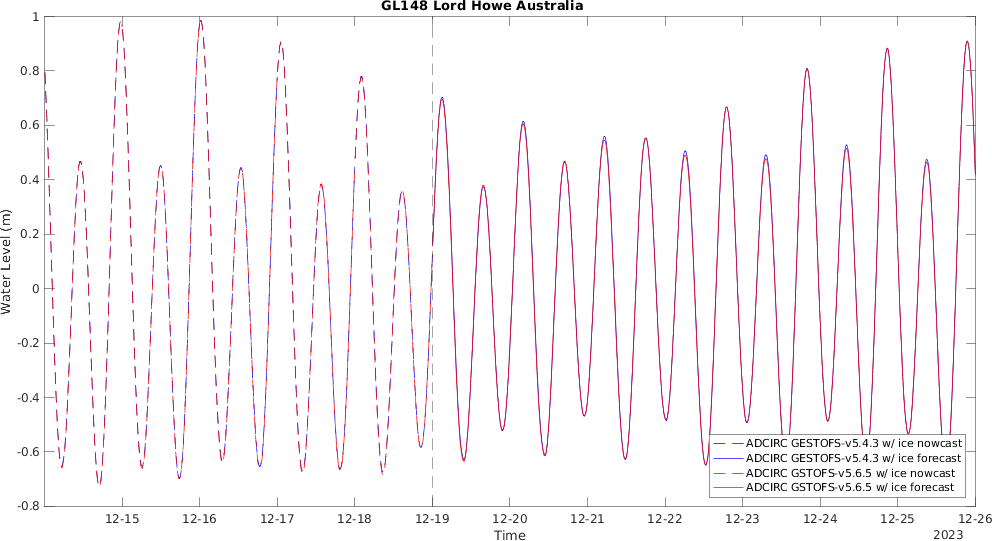 GL148 Lord Howe Australia
1
0.8
0.6
0.4
0.2
0
-0.2
-0.4
-0.6
-0.8
Water Level (m)
ADCIRC GESTOFS-v5.4.3 w/ ice nowcast
ADCIRC GESTOFS-v5.4.3 w/ ice forecast
ADCIRC GSTOFS-v5.6.5 w/ ice nowcast
ADCIRC GSTOFS-v5.6.5 w/ ice forecast
12-15 12-16 12-17 12-18 12-19 12-20 12-21 12-22 12-23 12-24 12-25 12-26
Time
2023